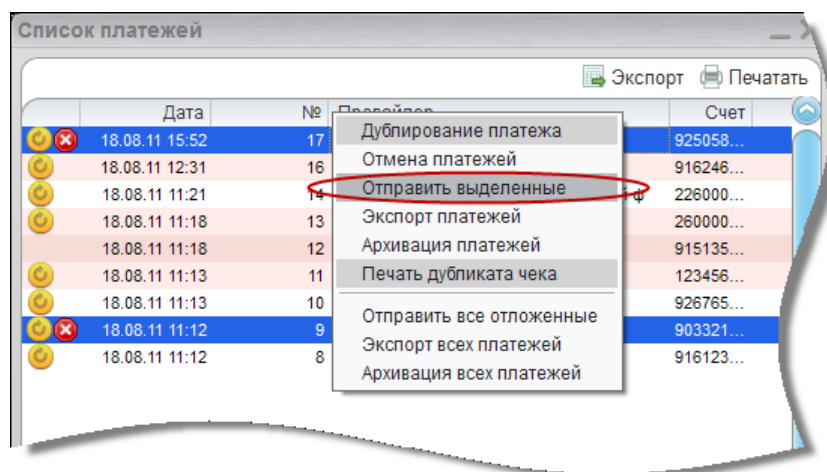 Список платежей
Экспорт Печатать
Дата № Провайдер Счет
18.08.11 15:52 17 925058...
18.08.11 12:31 16 916246...
18.08.11 11:21 14 ф 226000...
18.08.11 11:18 13 260000...
18.08.11 11:18 12 915135...
18.08.11 11:13 11 123456...
18.08.11 11:13 10 926765...
18.08.11 11:12 9 903321...
18.08.11 11:12 8 916123...
Дублирование платежа
Отмена платежей
Отправить выделенные
Экспорт платежей
Архивация платежей
Печать дубликата чека
Отправить все отложенные
Экспорт всех платежей
Архивация всех платежей